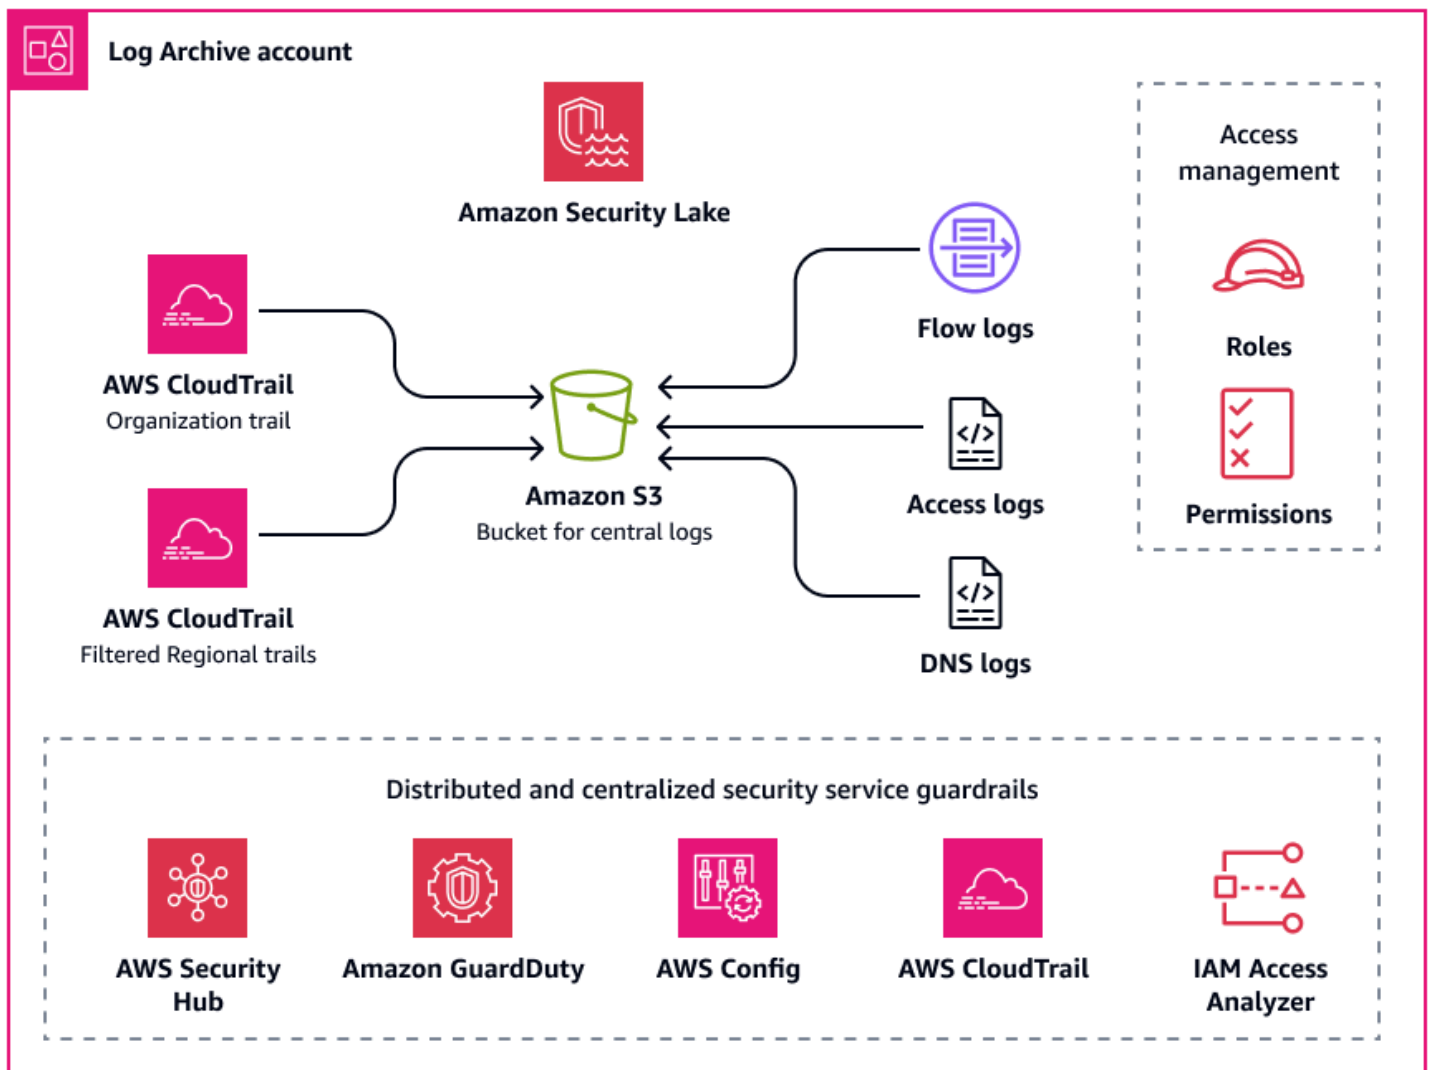 Log Archive account
Amazon Security Lake
Access
management
Flow logs
Roles
AWS CloudTrail
Organization trail
Amazon S3
Bucket for central logs
Access logs
Permissions
AWS CloudTrail
Filtered Regional trails
DNS logs
Distributed and centralized security service guardrails
AWS Security
Hub
Amazon GuardDuty
AWS Config
AWS CloudTrail
IAM Access
Analyzer